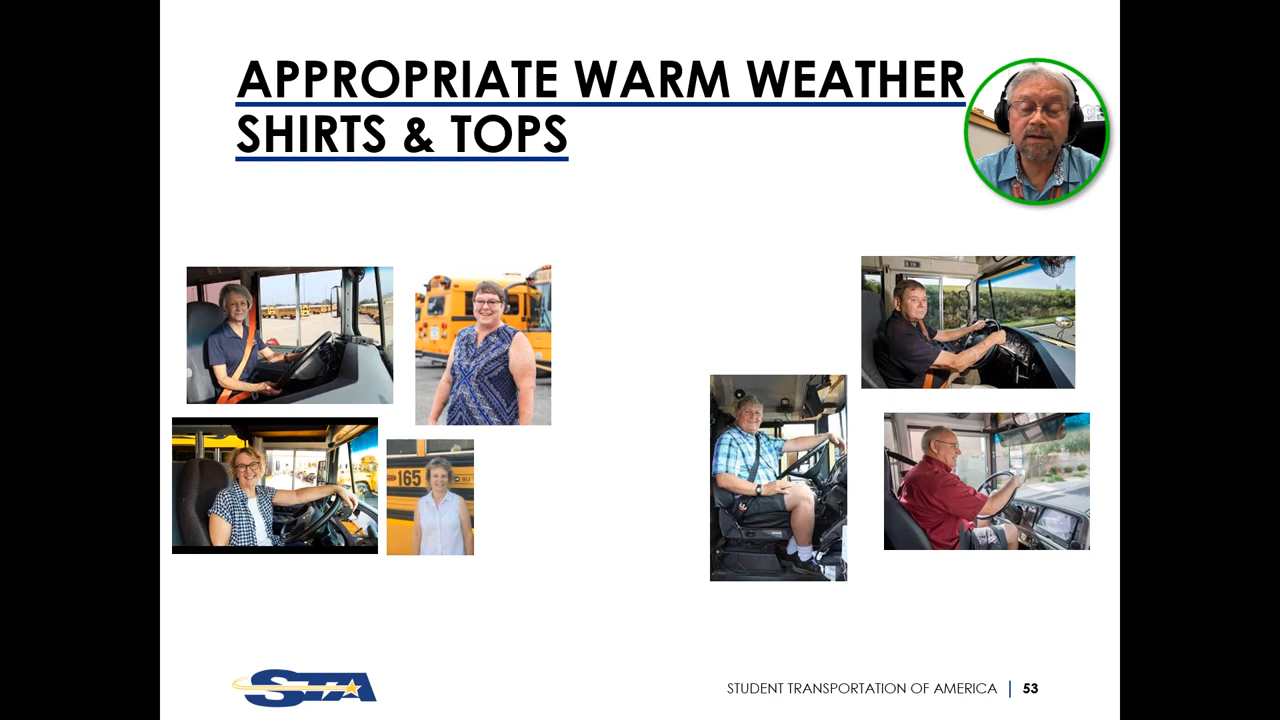 APPROPRIATE WARM WEATHER
SHIRTS & TOPS
165
STA
STUDENT TRANSPORTATION OF AMERICA | 53